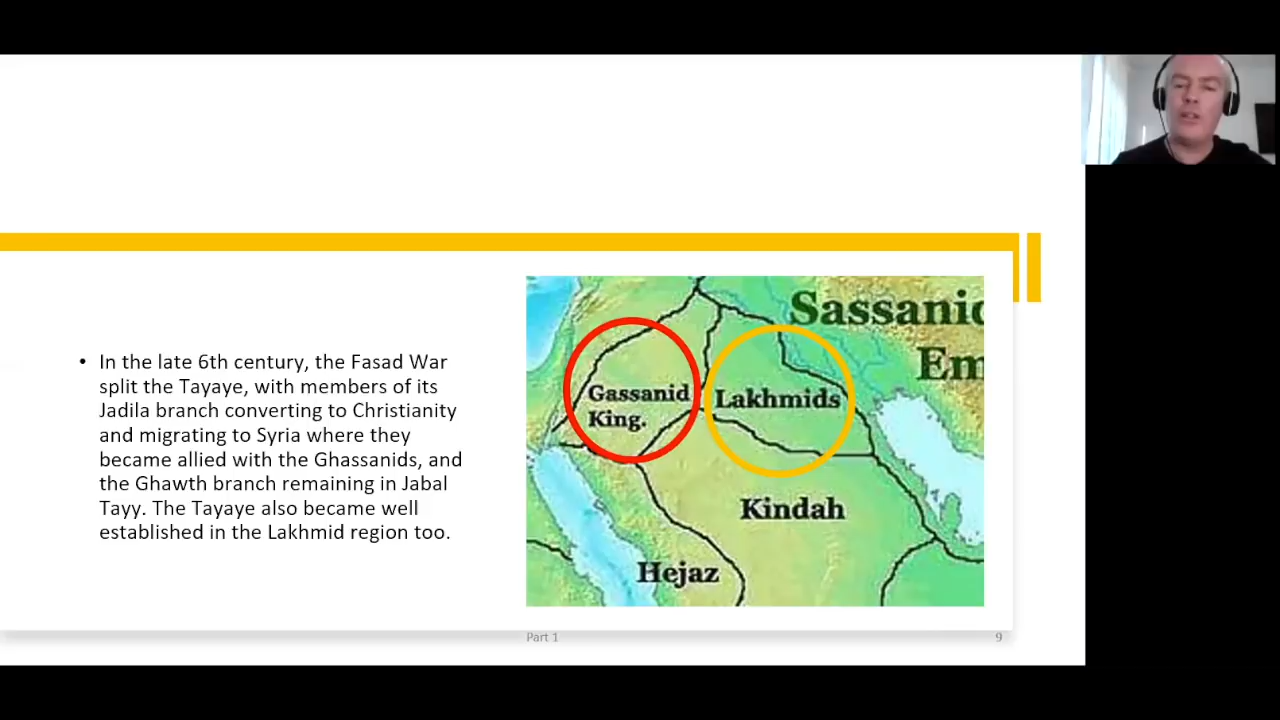 • In the late 6th century, the Fasad War
split the Tayaye, with members of its
Jadila branch converting to Christianity
and migrating to Syria where they
became allied with the Ghassanids, and
the Ghawth branch remaining in Jabal
Tayy. The Tayaye also became well
established in the Lakhmid region too.
Sassanid
Em
Gassanid
King.
Lakhmids
Kindah
Hejaz
Part 1
9